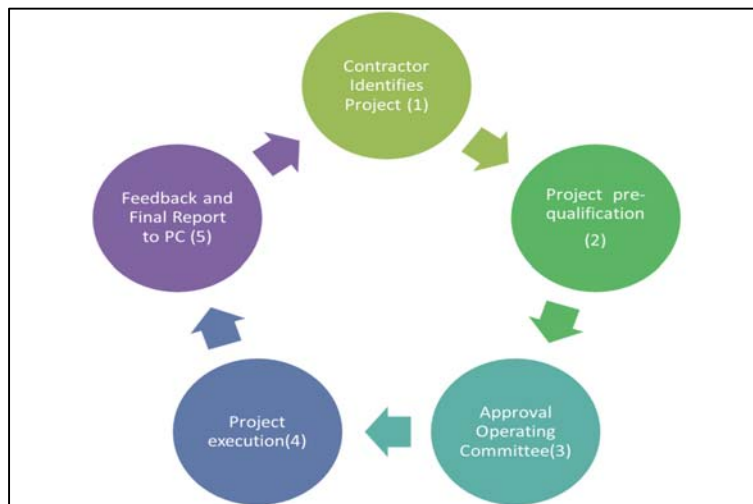 Contractor
Identifies
Project (1)
Project pre-
qualification
(2)
Approval
Operating
Committee(3)
Project
execution(4)
Feedback and
Final Report
to PC (5)